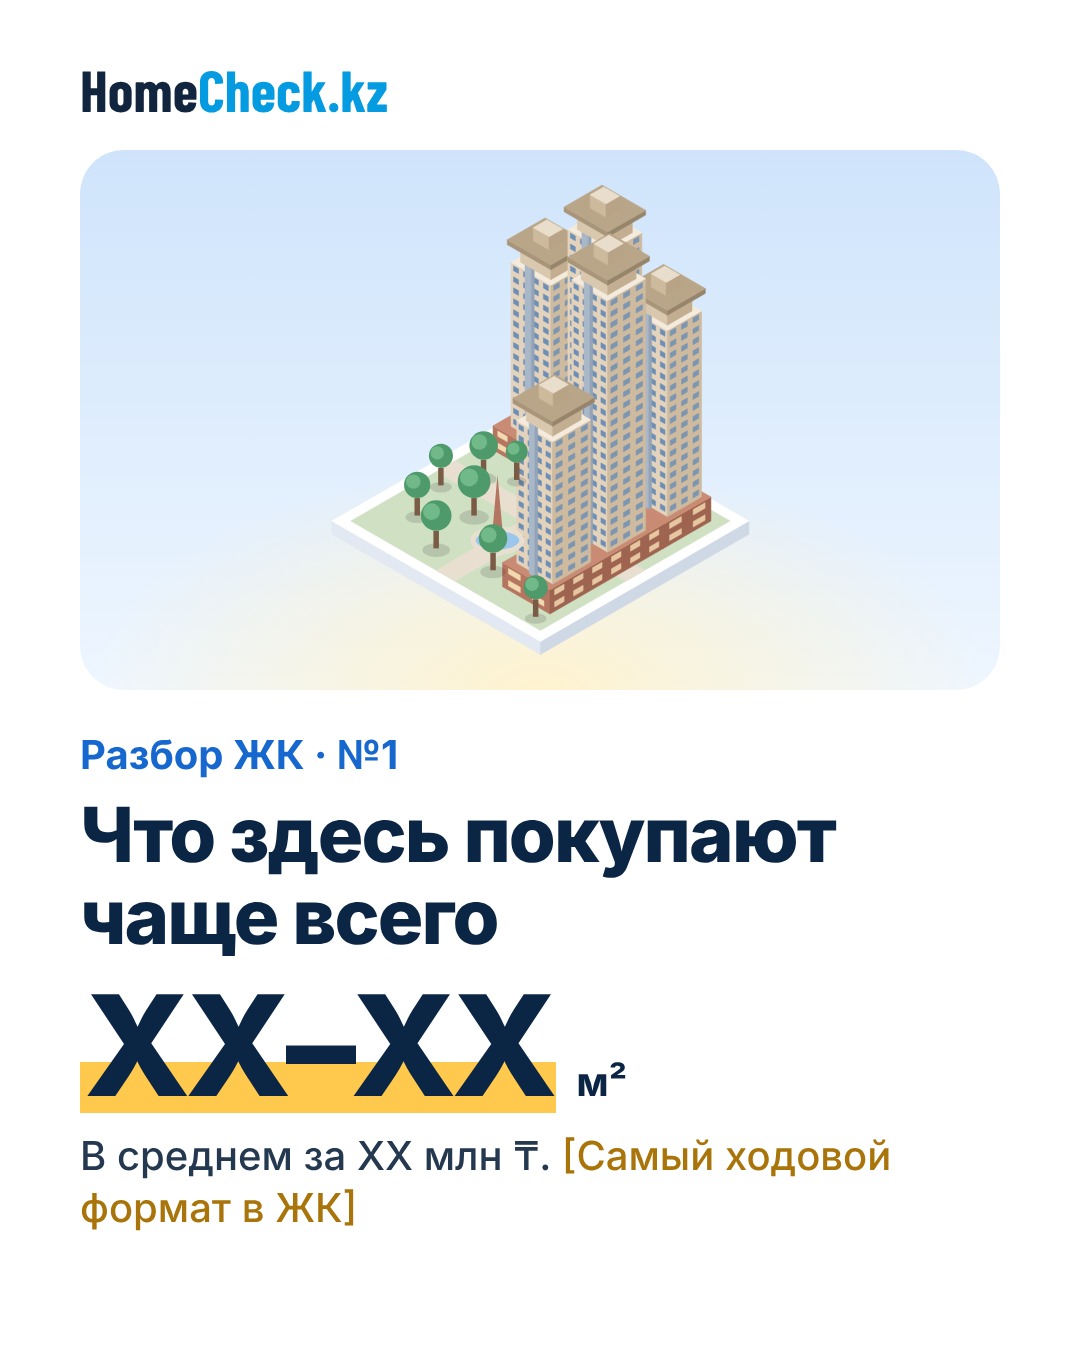 HomeCheck.kz
Разбор ЖК · №1
Что здесь покупают
чаще всего
XX–XX м²
В среднем за XX млн ₸. [Самый ходовой
формат в ЖК]